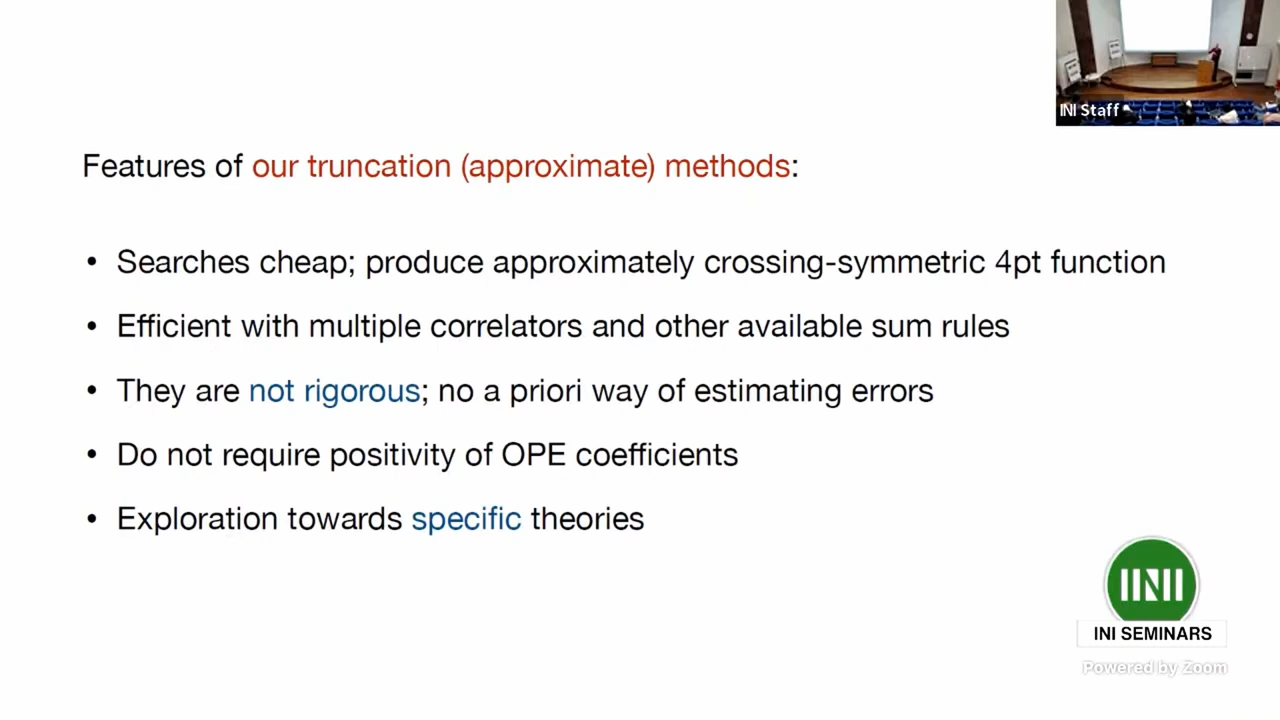 INI Staff
Features of our truncation (approximate) methods:
• Searches cheap; produce approximately crossing-symmetric 4pt function
• Efficient with multiple correlators and other available sum rules
• They are not rigorous; no a priori way of estimating errors
• Do not require positivity of OPE coefficients
• Exploration towards specific theories
INI
INI SEMINARS
Powered by Zoom